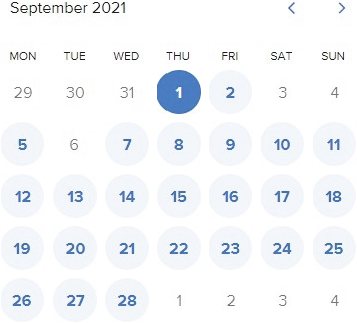 September 2021
MON TUE WED THU FRI SAT SUN
29 30 31 1 2 3 4
5 6 7 8 9 10 11
12 13 14 15 16 17 18
19 20 21 22 23 24 25
26 27 28 1 2 3 4